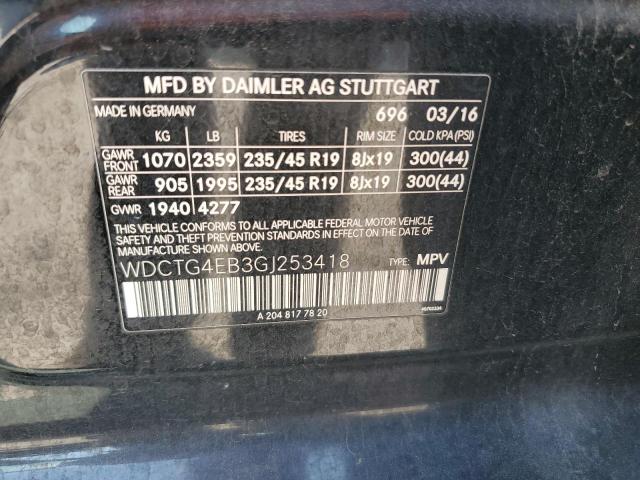 MFD BY DAIMLER AG STUTTGART
MADE IN GERMANY 696 03/16
KG LB TIRES RIM SIZE COLD KPA(PSI)
GAWR FRONT 1070 2359 235/45 R19 8Jx19 300(44)
GAWR REAR 905 1995 235/45 R19 8Jx19 300(44)
GVWR 1940 4277
THIS VEHICLE CONFORMS TO ALL APPLICABLE FEDERAL MOTOR VEHICLE
SAFETY AND THEFT PREVENTION STANDARDS IN EFFECT ON THE DATE OF
MANUFACTURE SHOWN ABOVE.
WDCTG4EB3GJ253418 TYPE: MPV
A 204 817 78 20